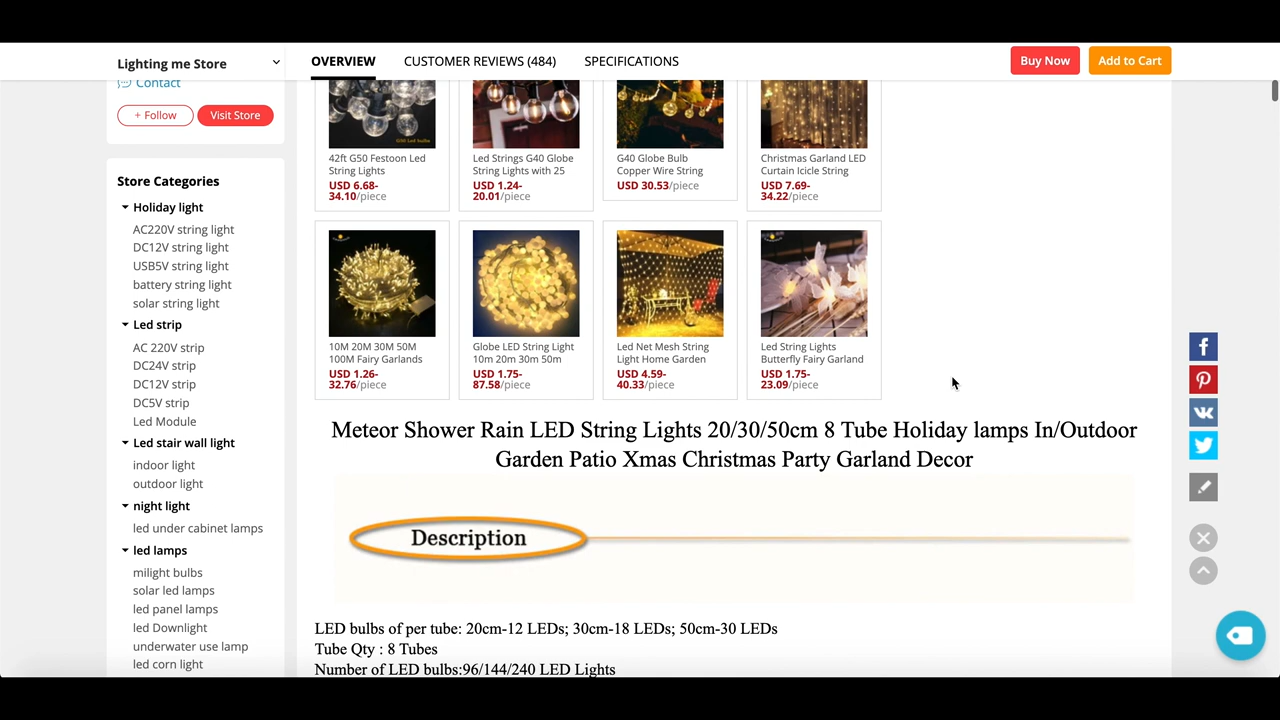 Lighting me Store
OVERVIEW
CUSTOMER REVIEWS (484)
SPECIFICATIONS
Buy Now
Add to Cart
Contact
+ Follow
Visit Store
Store Categories
Holiday light
AC220V string light
DC12V string light
USB5V string light
battery string light
solar string light
Led strip
AC 220V strip
DC24V strip
DC12V strip
DC5V strip
Led Module
Led stair wall light
indoor light
outdoor light
night light
led under cabinet lamps
led lamps
milight bulbs
solar led lamps
led panel lamps
led Downlight
underwater use lamp
led corn light
42ft G50 Festoon Led
String Lights
USD 6.68-
34.10/piece
Led Strings G40 Globe
String Lights with 25
USD 1.24-
20.01/piece
G40 Globe Bulb
Copper Wire String
USD 30.53/piece
Christmas Garland LED
Curtain Icicle String
USD 7.69-
34.22/piece
10M 20M 30M 50M
100M Fairy Garlands
USD 1.26-
32.76/piece
Globe LED String Light
10m 20m 30m 50m
USD 1.75-
87.58/piece
Led Net Mesh String
Light Home Garden
USD 4.59-
40.33/piece
Led String Lights
Butterfly Fairy Garland
USD 1.75-
23.09/piece
Meteor Shower Rain LED String Lights 20/30/50cm 8 Tube Holiday lamps In/Outdoor
Garden Patio Xmas Christmas Party Garland Decor
Description
LED bulbs of per tube: 20cm-12 LEDs; 30cm-18 LEDs; 50cm-30 LEDs
Tube Qty : 8 Tubes
Number of LED bulbs:96/144/240 LED Lights